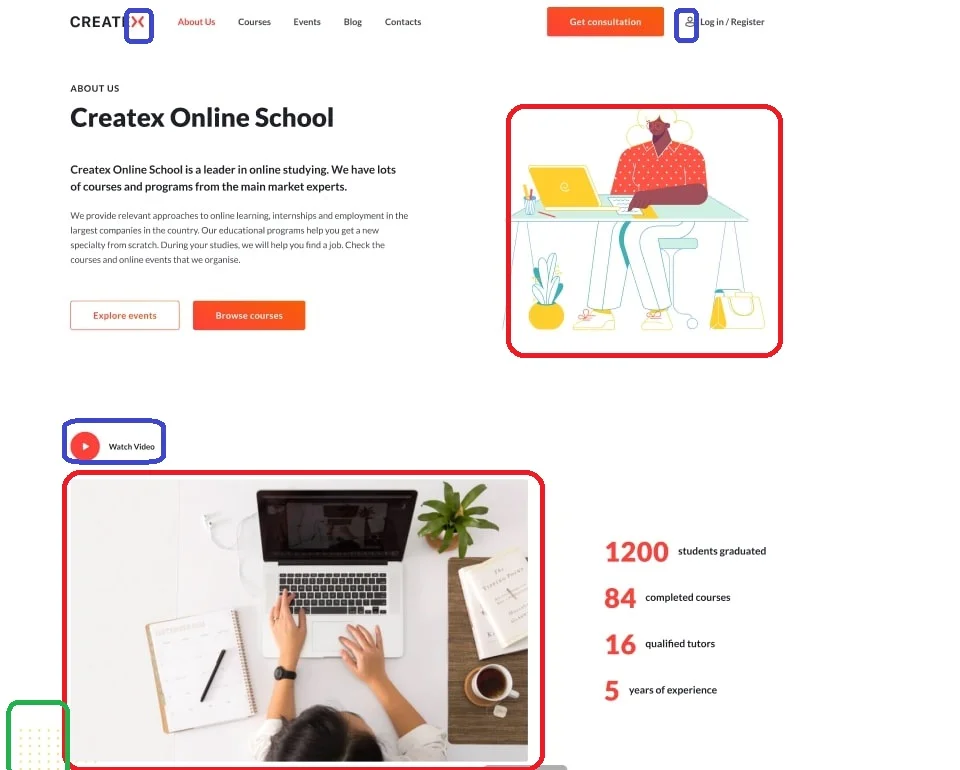 CREATEX
About Us
Courses
Events
Blog
Contacts
Get consultation
Log in / Register
ABOUT US
Createx Online School
Createx Online School is a leader in online studying. We have lots
of courses and programs from the main market experts.
We provide relevant approaches to online learning, internships and employment in the
largest companies in the country. Our educational programs help you get a new
specialty from scratch. During your studies, we will help you find a job. Check the
courses and online events that we organise.
Explore events
Browse courses
Watch Video
1200 students graduated
84 completed courses
16 qualified tutors
5 years of experience